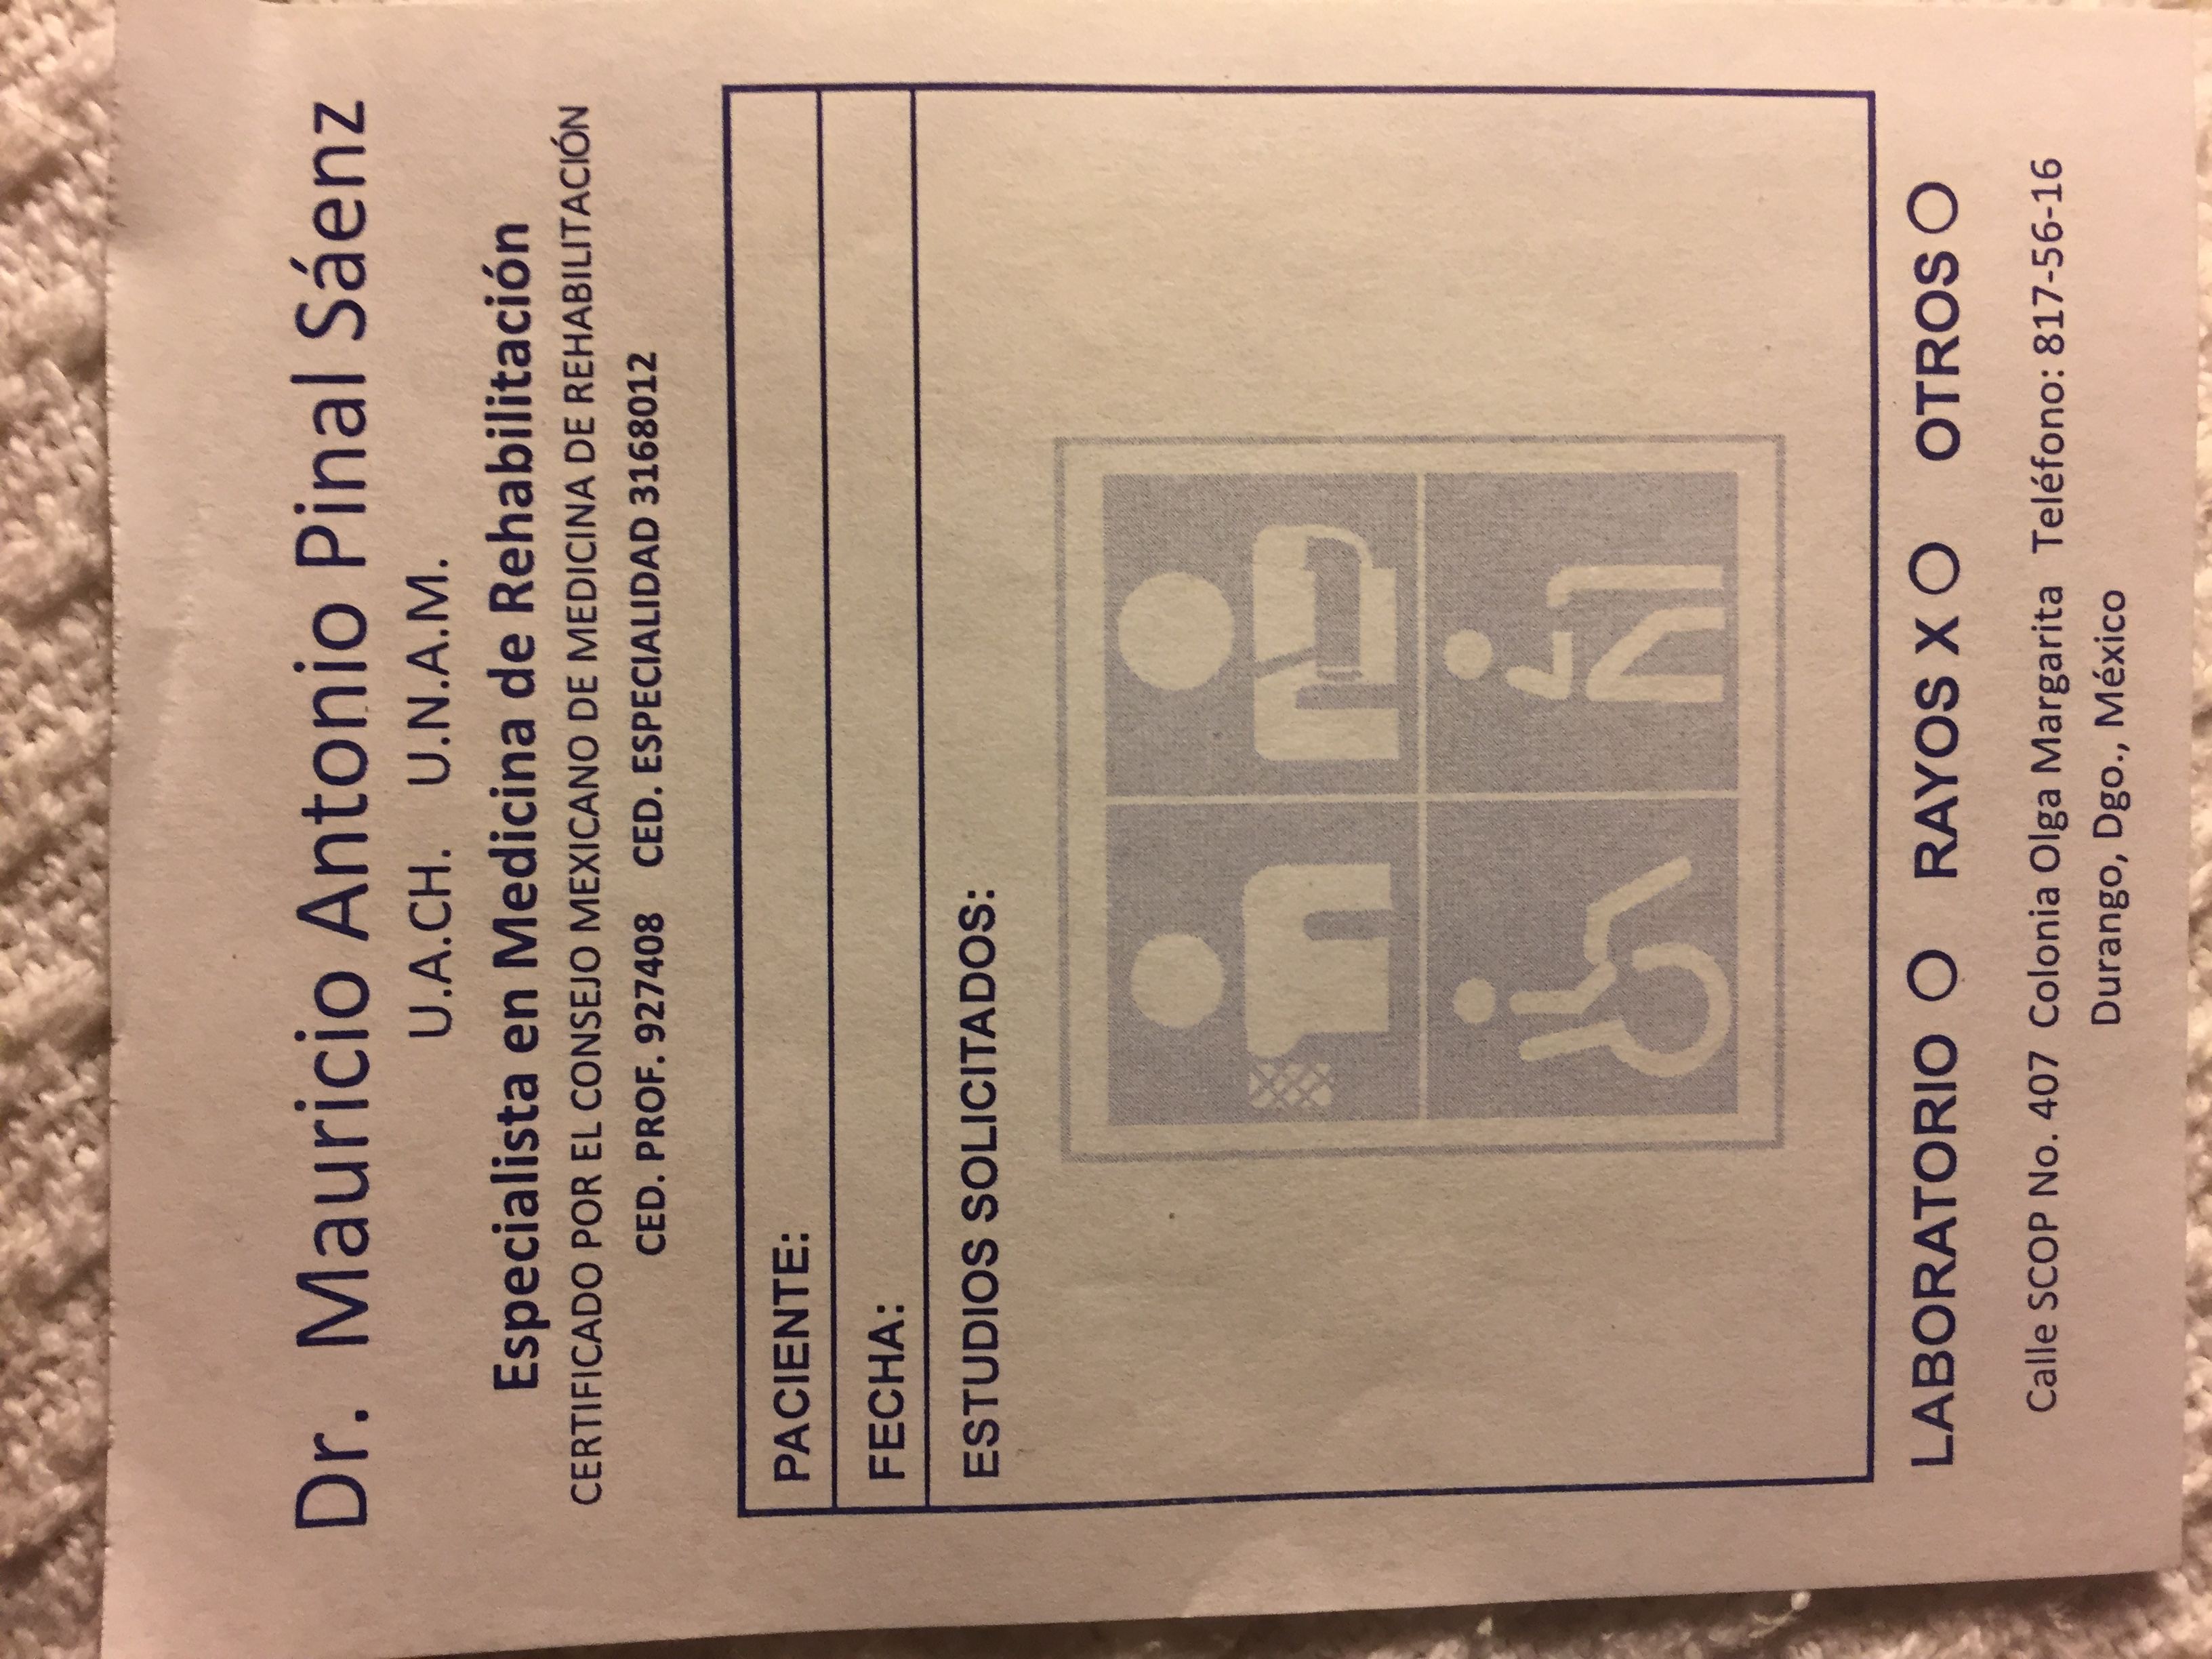 Dr. Mauricio Antonio Pinal Sáenz
U.A.CH. U.N.A.M.
Especialista en Medicina de Rehabilitación
CERTIFICADO POR EL CONSEJO MEXICANO DE MEDICINA DE REHABILITACIÓN
CED. PROF. 927408 CED. ESPECIALIDAD 3168012
PACIENTE:
FECHA:
ESTUDIOS SOLICITADOS:
LABORATORIO RAYOS X OTROS
Calle SCOP No. 407 Colonia Olga Margarita Teléfono: 817-56-16
Durango, Dgo., México